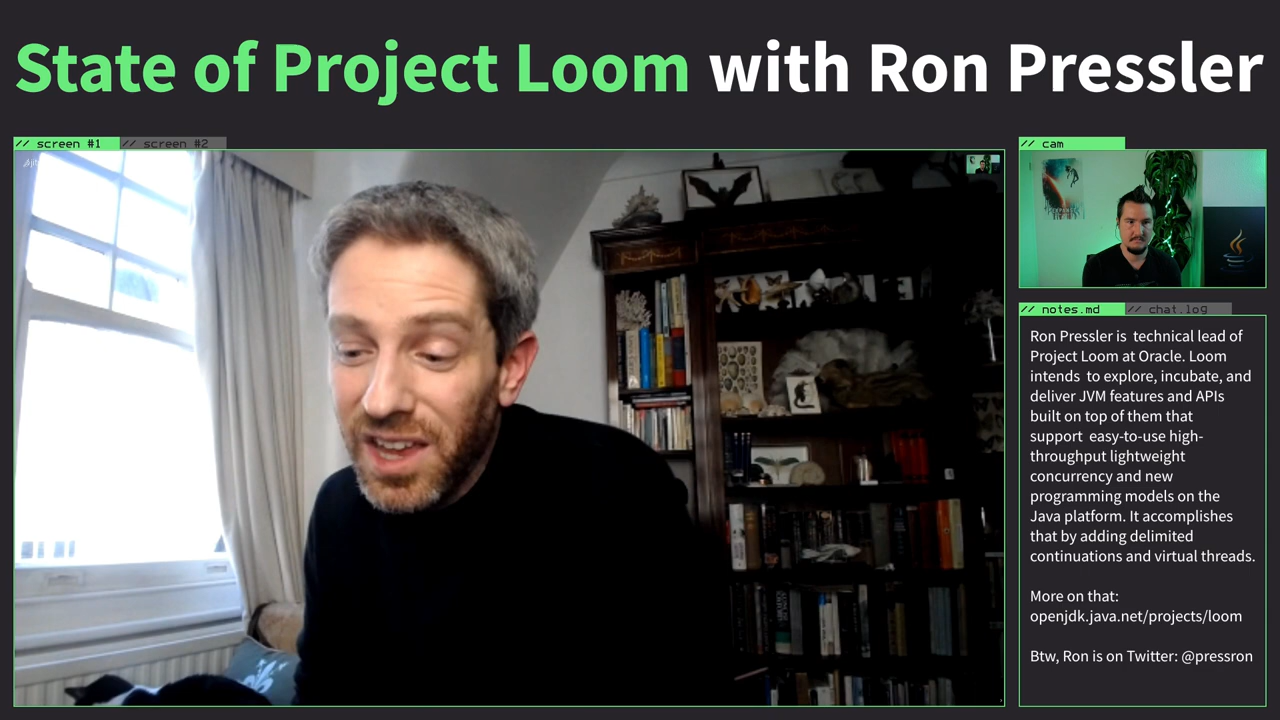 State of Project Loom with Ron Pressler
// screen #1 // screen #2
// cam
// notes.md // chat.log
Ron Pressler is technical lead of
Project Loom at Oracle. Loom
intends to explore, incubate, and
deliver JVM features and APIs
built on top of them that
support easy-to-use high-
throughput lightweight
concurrency and new
programming models on the
Java platform. It accomplishes
that by adding delimited
continuations and virtual threads.
More on that:
openjdk.java.net/projects/loom
Btw, Ron is on Twitter: @pressron